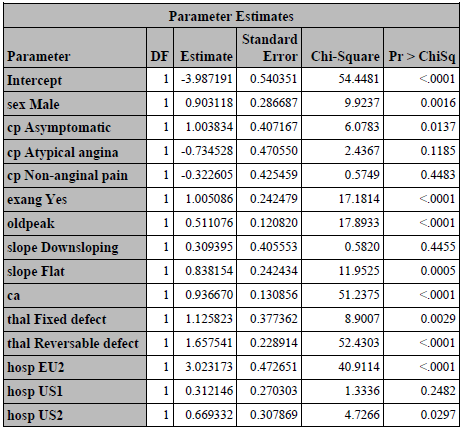 Parameter Estimates
Parameter DF Estimate Standard Error Chi-Square Pr > ChiSq
Intercept 1 -3.987191 0.540351 54.4481 <.0001
sex Male 1 0.903118 0.286687 9.9237 0.0016
cp Asymptomatic 1 1.003834 0.407167 6.0783 0.0137
cp Atypical angina 1 -0.734528 0.470550 2.4367 0.1185
cp Non-anginal pain 1 -0.322605 0.425459 0.5749 0.4483
exang Yes 1 1.005086 0.242479 17.1814 <.0001
oldpeak 1 0.511076 0.120820 17.8933 <.0001
slope Downsloping 1 0.309395 0.405553 0.5820 0.4455
slope Flat 1 0.838154 0.242434 11.9525 0.0005
ca 1 0.936670 0.130856 51.2375 <.0001
thal Fixed defect 1 1.125823 0.377362 8.9007 0.0029
thal Reversable defect 1 1.657541 0.228914 52.4303 <.0001
hosp EU2 1 3.023173 0.472651 40.9114 <.0001
hosp US1 1 0.312146 0.270303 1.3336 0.2482
hosp US2 1 0.669332 0.307869 4.7266 0.0297